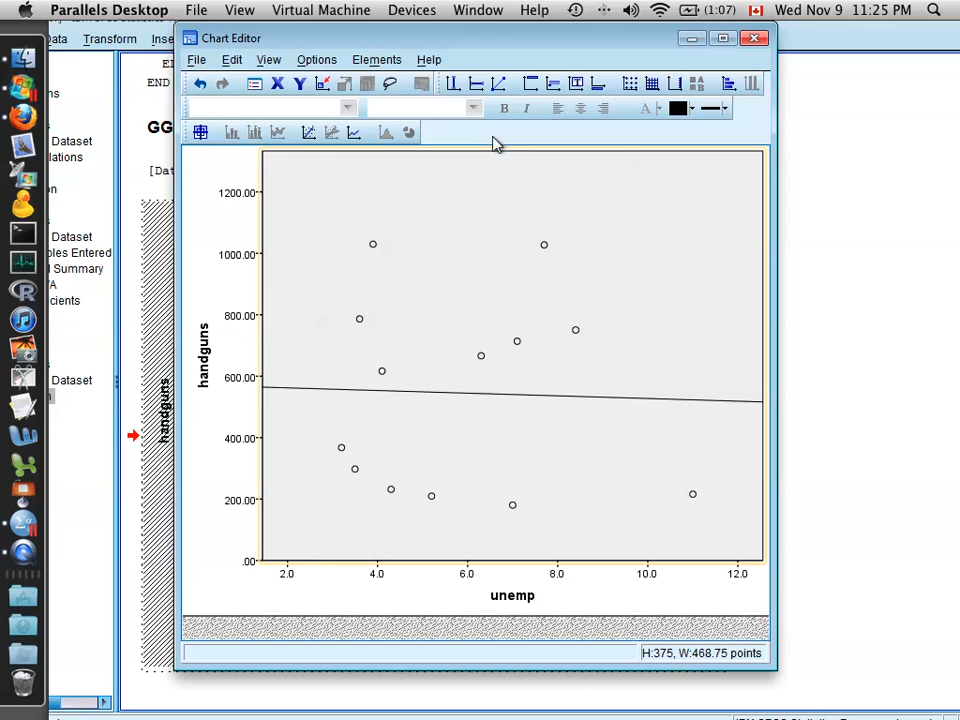 Parallels Desktop File View Virtual Machine Devices Window Help (1:07) Wed Nov 9 11:25 PM
Data Transform
Chart Editor
File Edit View Options Elements Help
X Y
B I A
END
GG
[Dat
Dataset
Dataset
bles Entered
Summary
cients
Dataset
handguns
1200.00
1000.00
800.00
600.00
400.00
200.00
.00
handguns
2.0 4.0 6.0 8.0 10.0 12.0
unemp
H:375, W:468.75 points